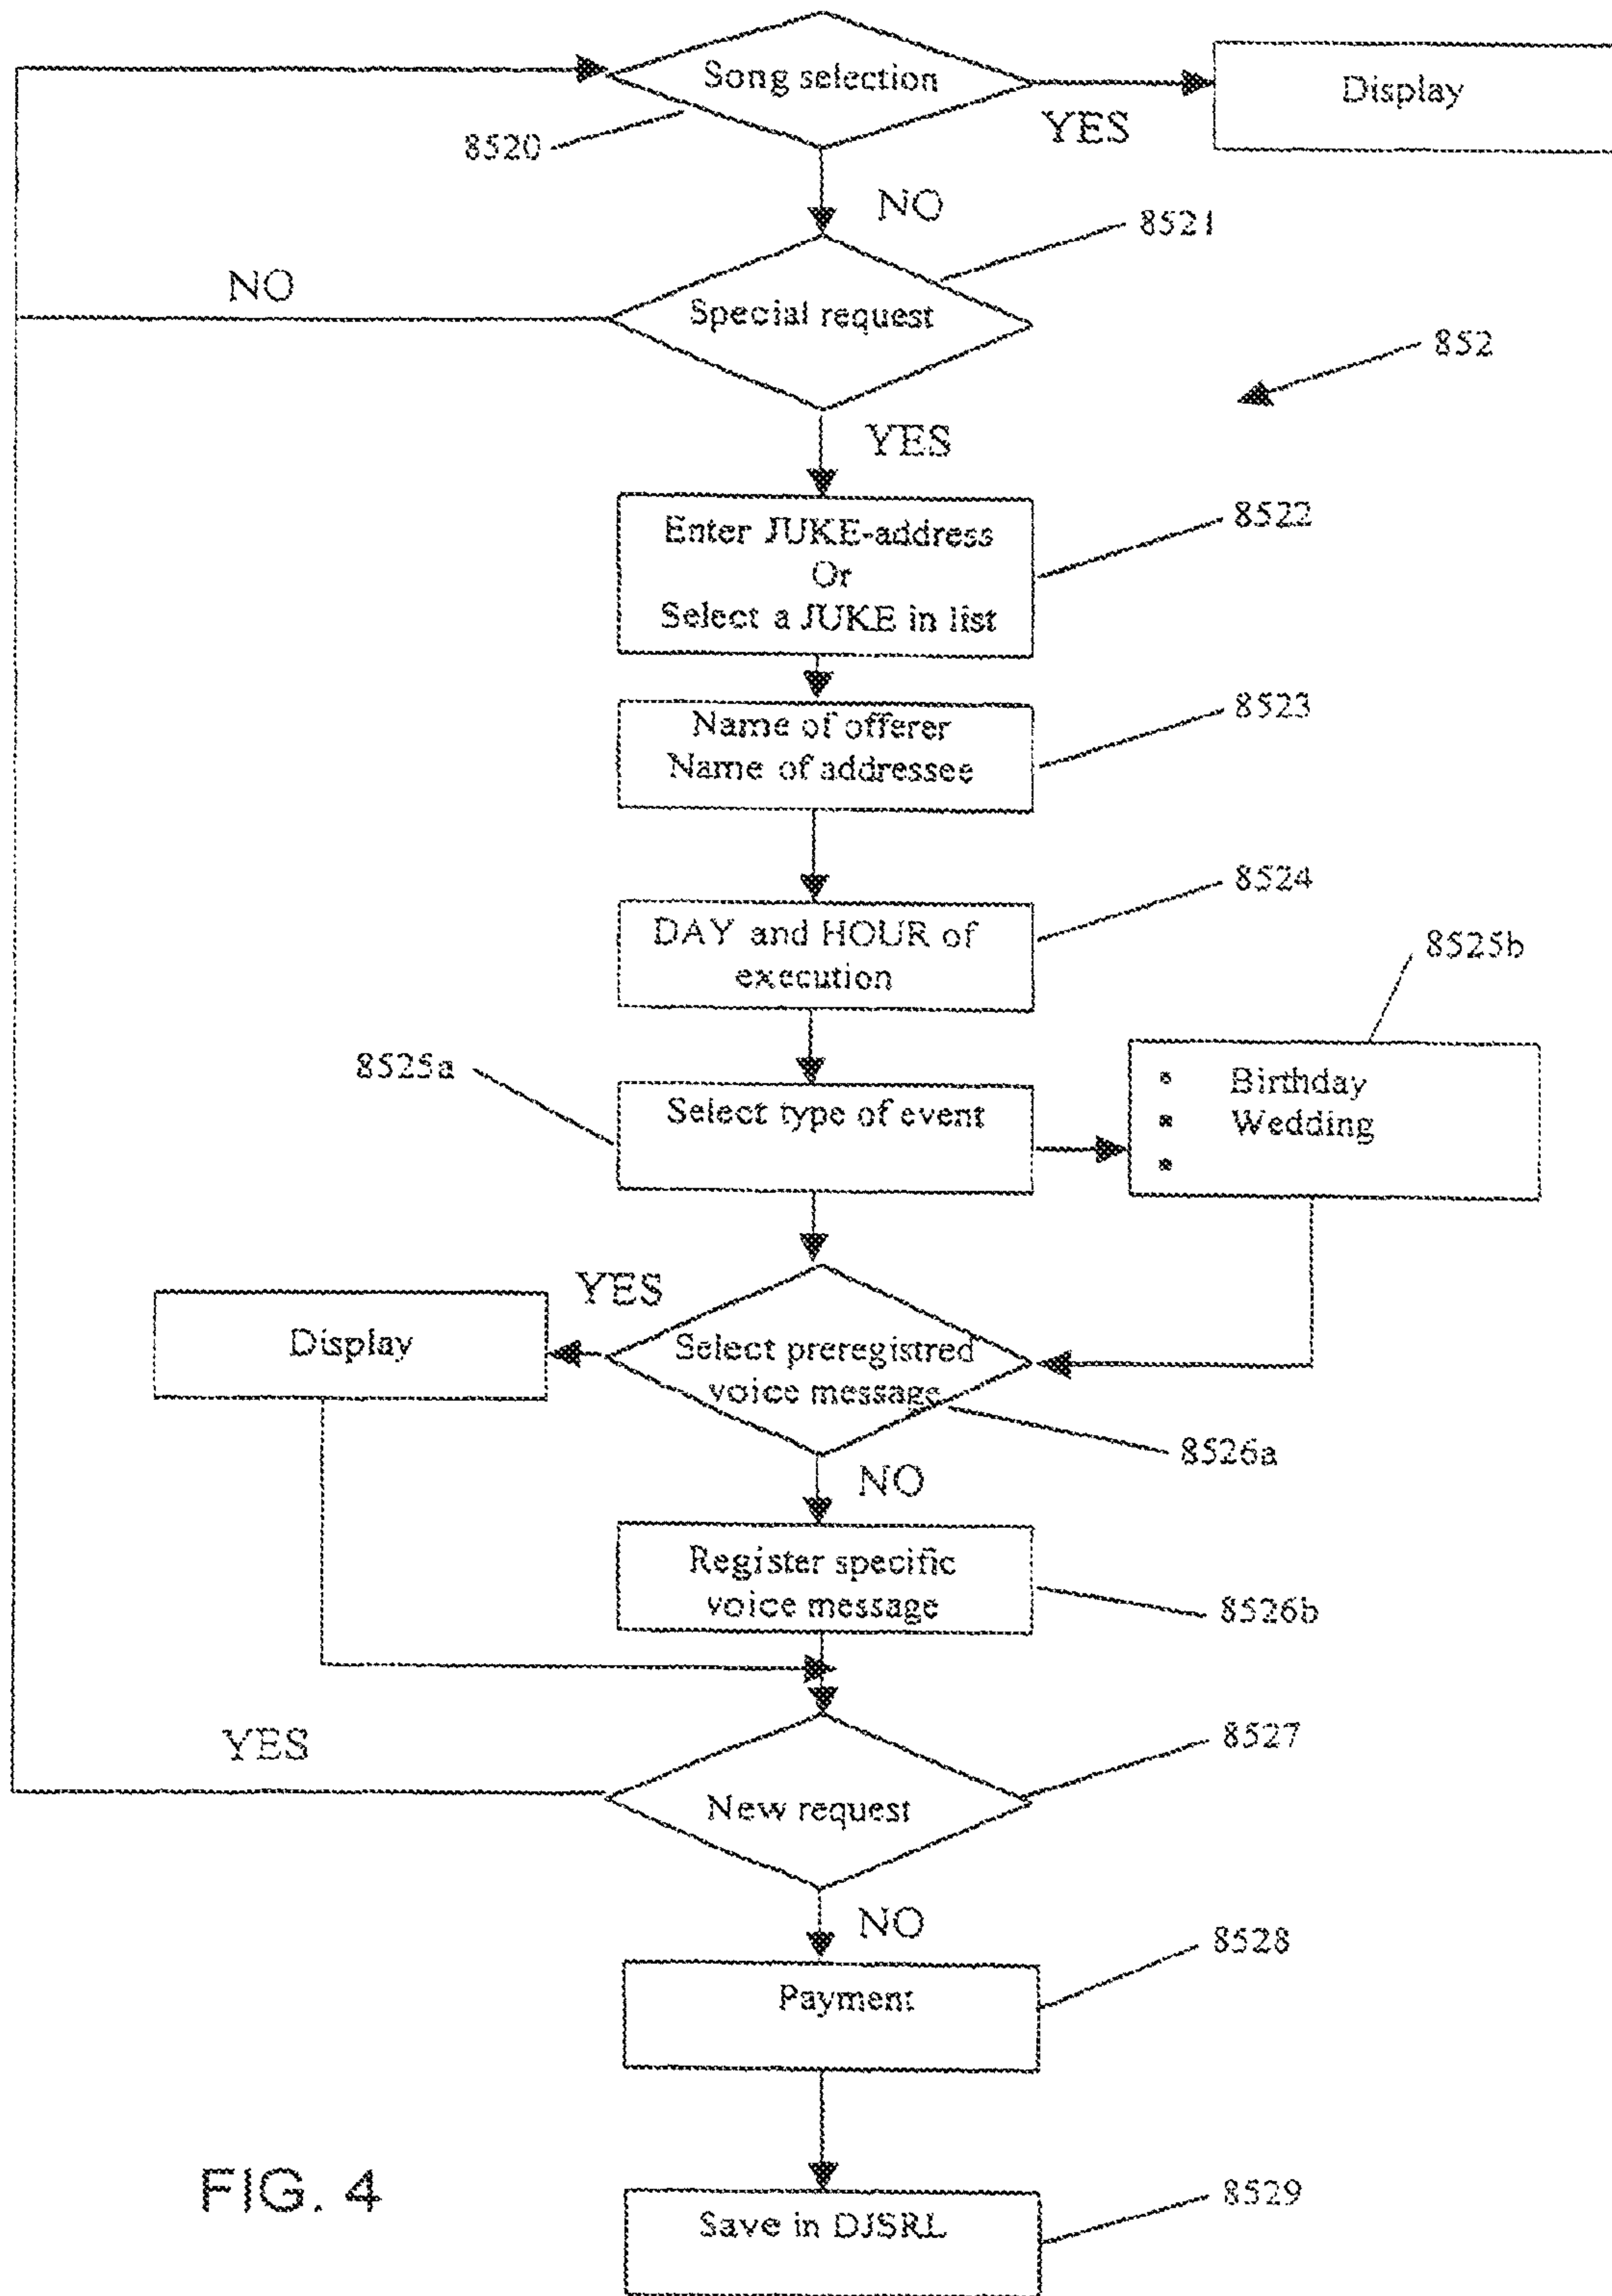 Song selection
Display
YES
8520
NO
8521
NO
Special request
852
YES
8522
Enter JUKE-address
Or
Select a JUKE in list
8523
Name of offerer
Name of addressee
8524
DAY and HOUR of
execution
8525b
8525a
Select type of event
• Birthday
• Wedding
•
YES
Display
Select preregistred
voice message
8526a
NO
Register specific
voice message
8526b
YES
8527
New request
NO
8528
Payment
FIG. 4
8529
Save in DJSRL